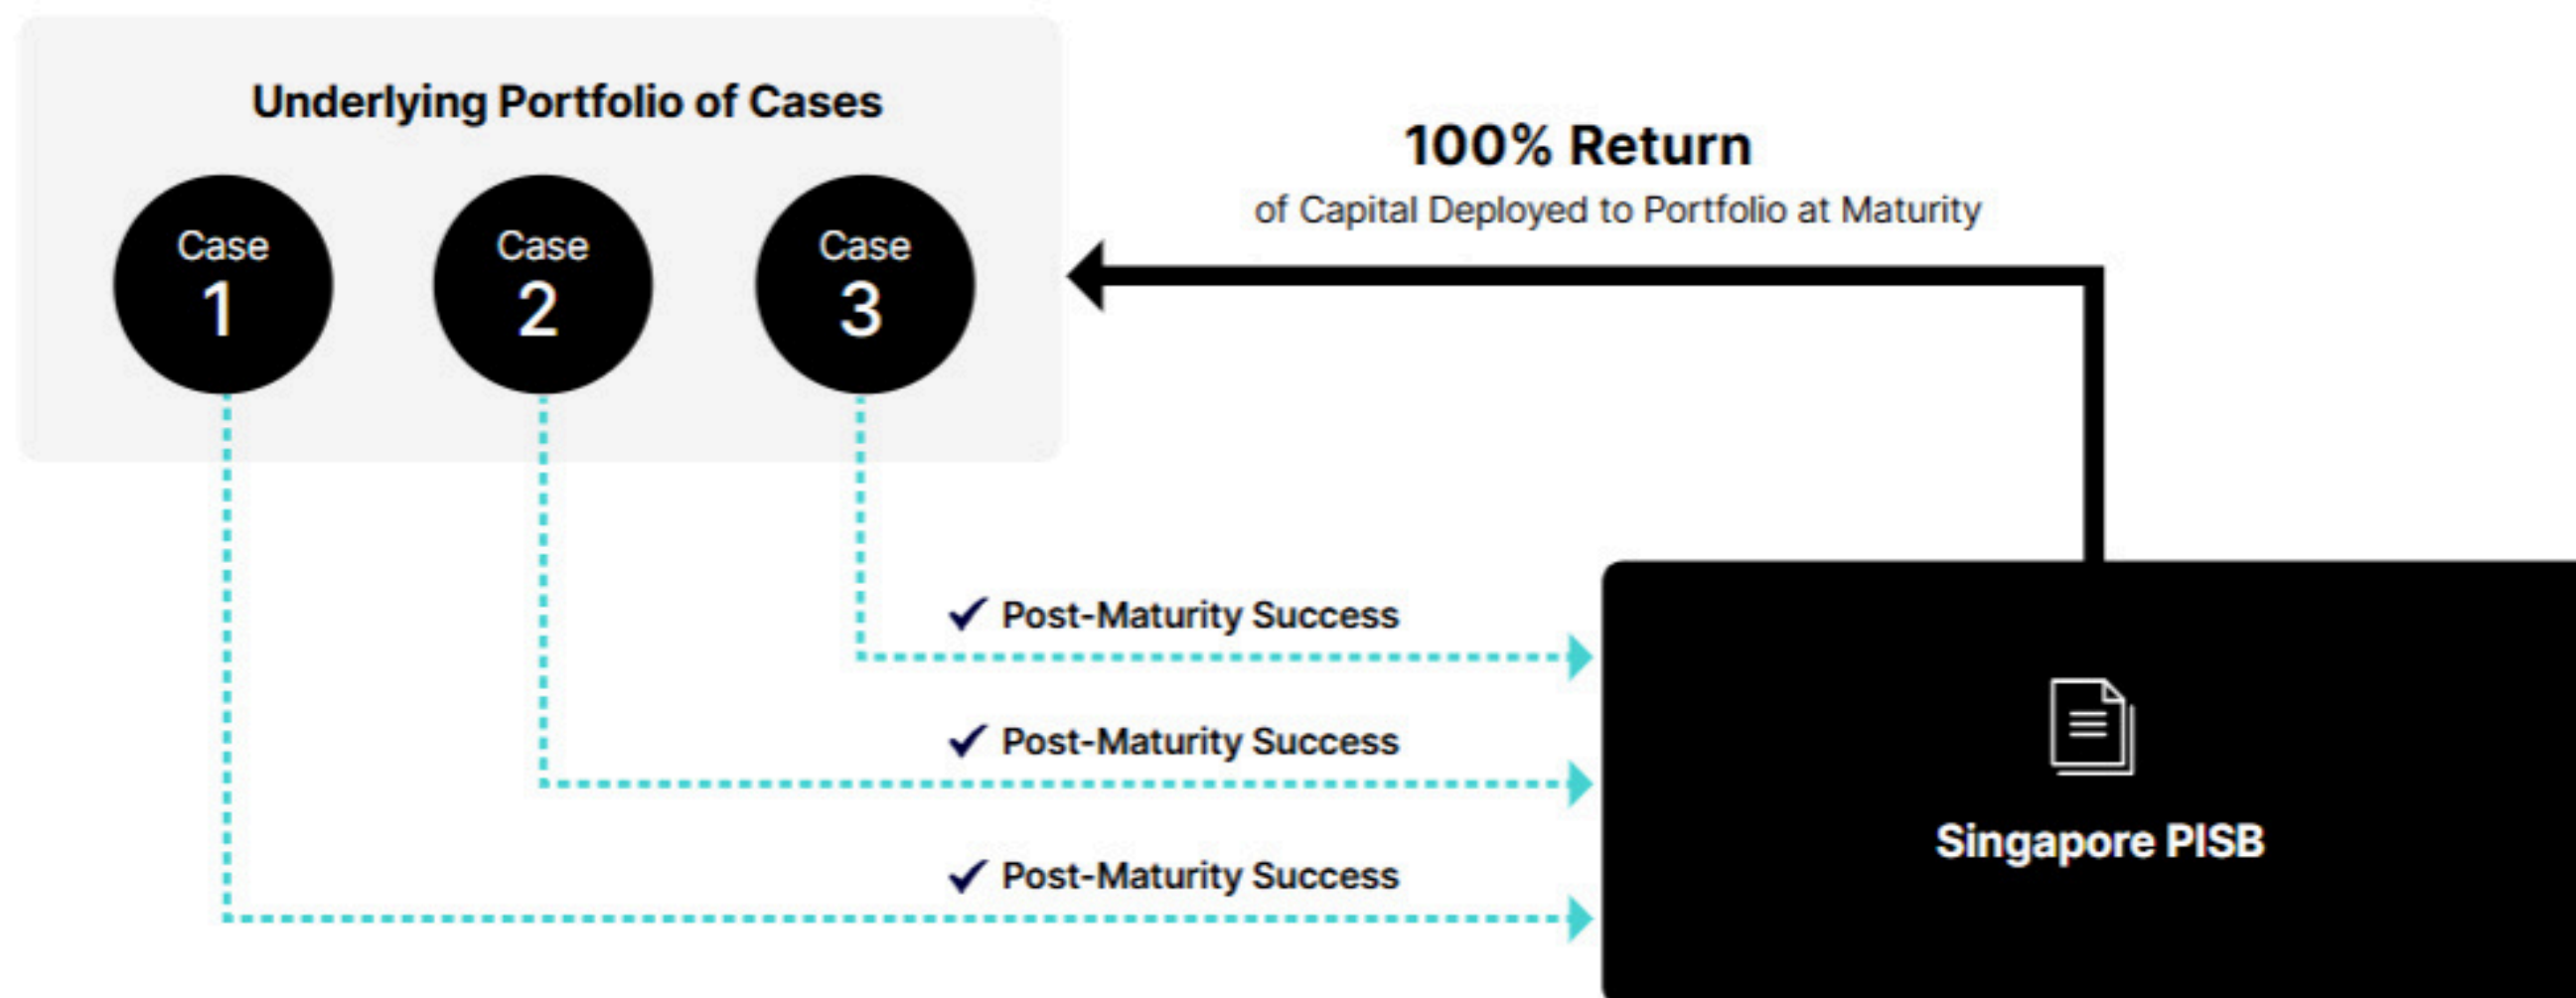 Underlying Portfolio of Cases
Case
1
Case
2
Case
3
100% Return
of Capital Deployed to Portfolio at Maturity
Post-Maturity Success
Post-Maturity Success
Post-Maturity Success
Singapore PISB